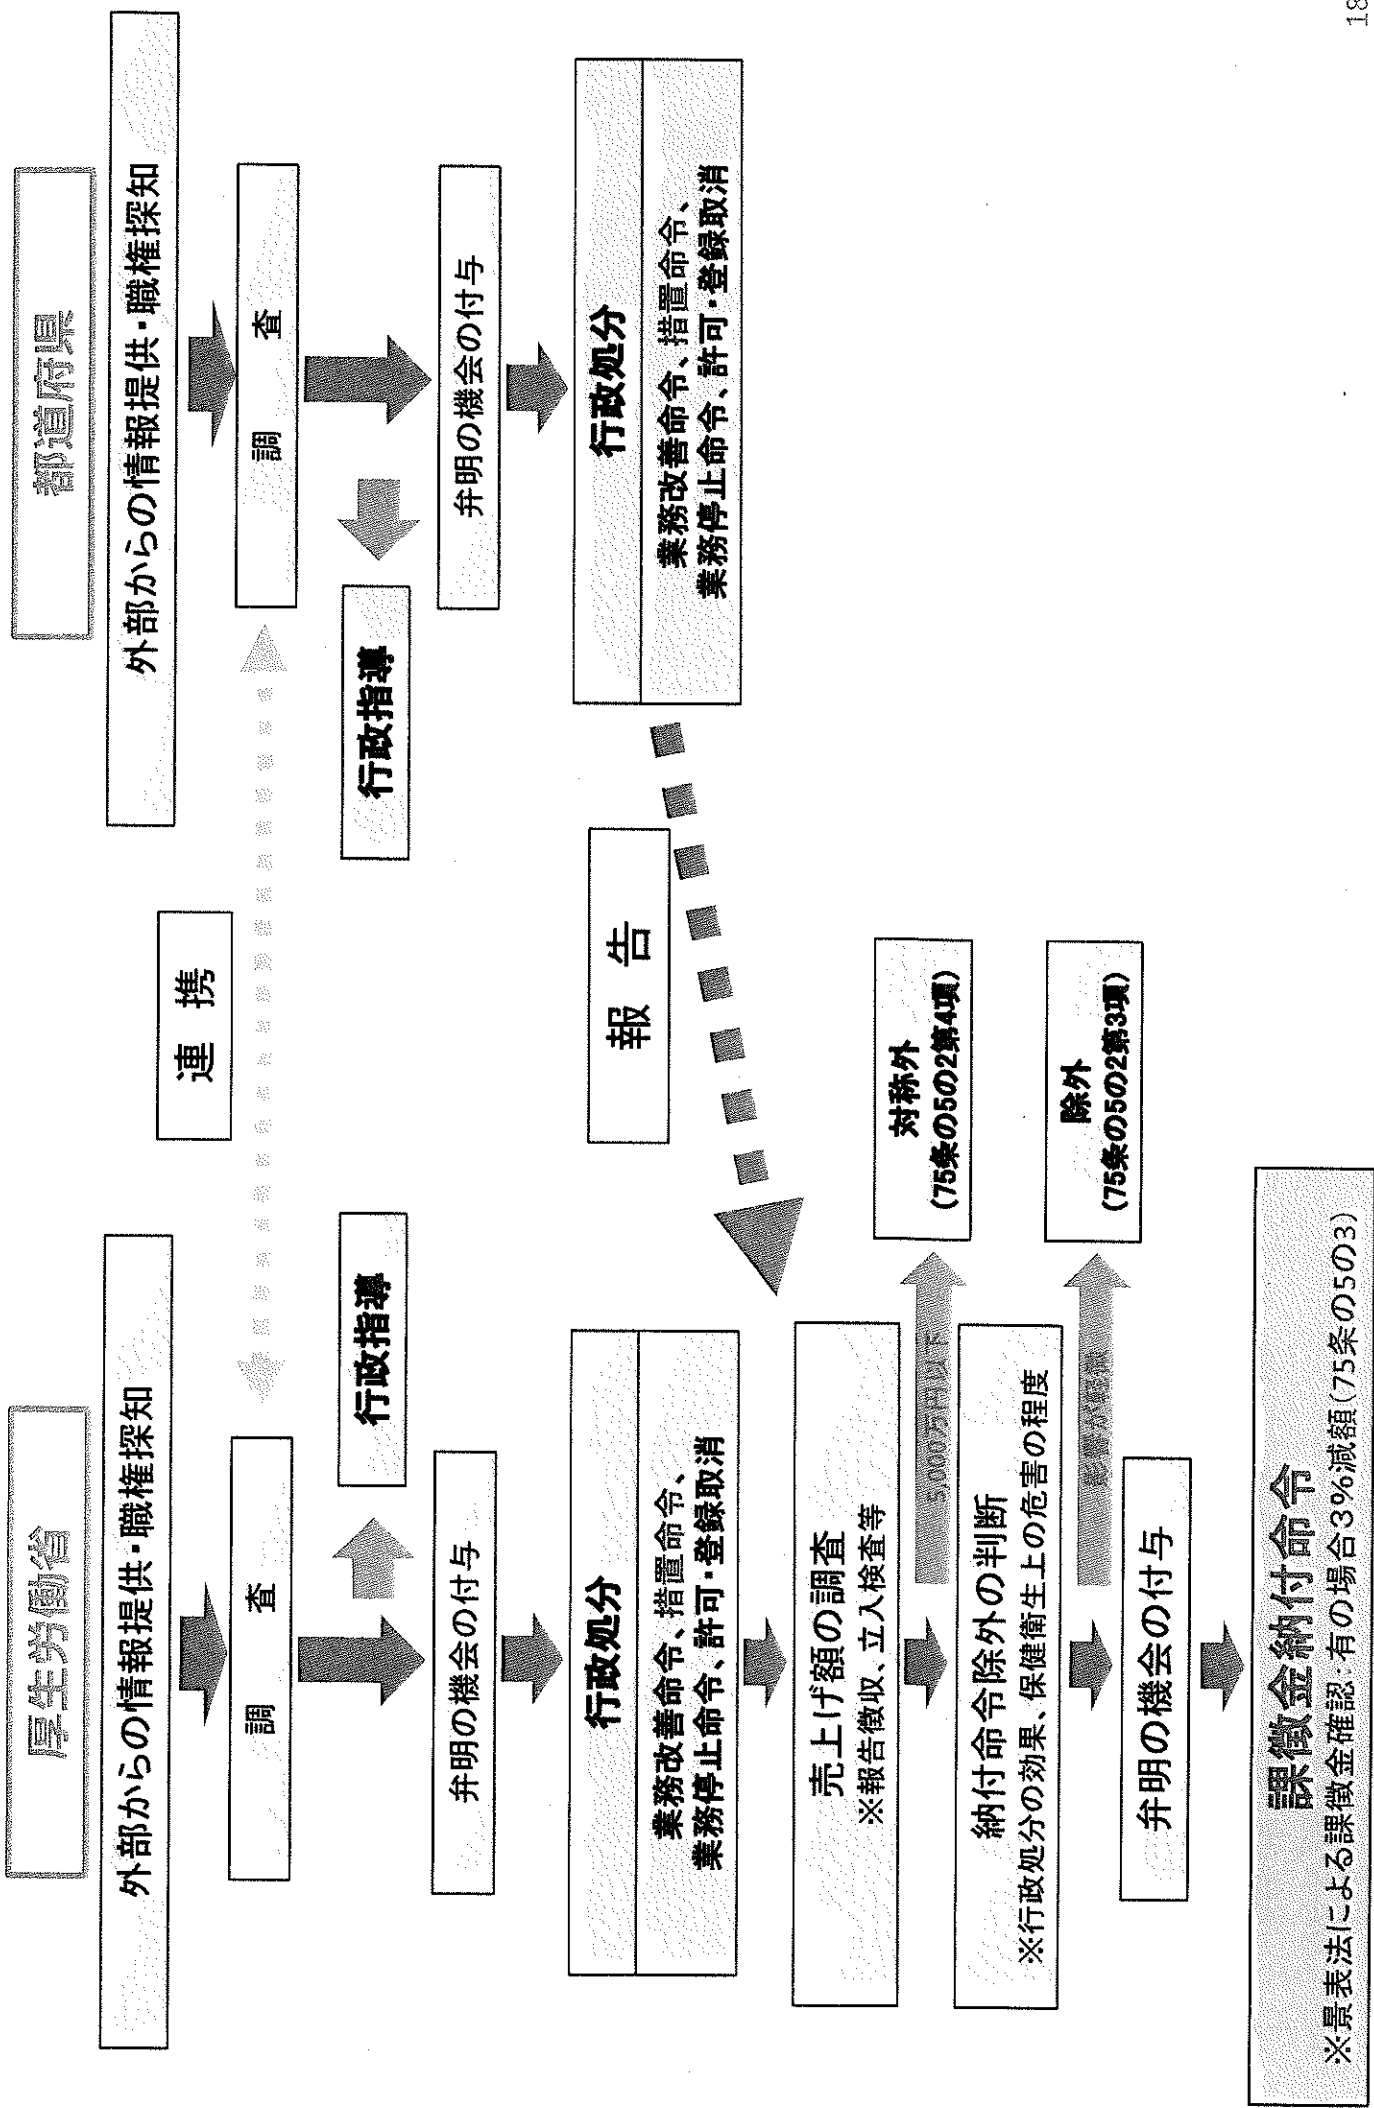 厚生労働省
外部からの情報提供・職権探知
調　査
行政指導
弁明の機会の付与
行政処分
業務改善命令、措置命令、
業務停止命令、許可・登録取消
連 携
都道府県
外部からの情報提供・職権探知
調　査
行政指導
弁明の機会の付与
行政処分
業務改善命令、措置命令、
業務停止命令、許可・登録取消
報 告
売上げ額の調査
※報告徴収、立入検査等
5,000万円以下
対称外
(75条の5の2第4項)
納付命令除外の判断
※行政処分の効果、保健衛生上の危害の程度
影響が軽微
除外
(75条の5の2第3項)
弁明の機会の付与
課徴金納付命令
※景表法による課徴金確認:有の場合3%減額(75条の5の3)
18